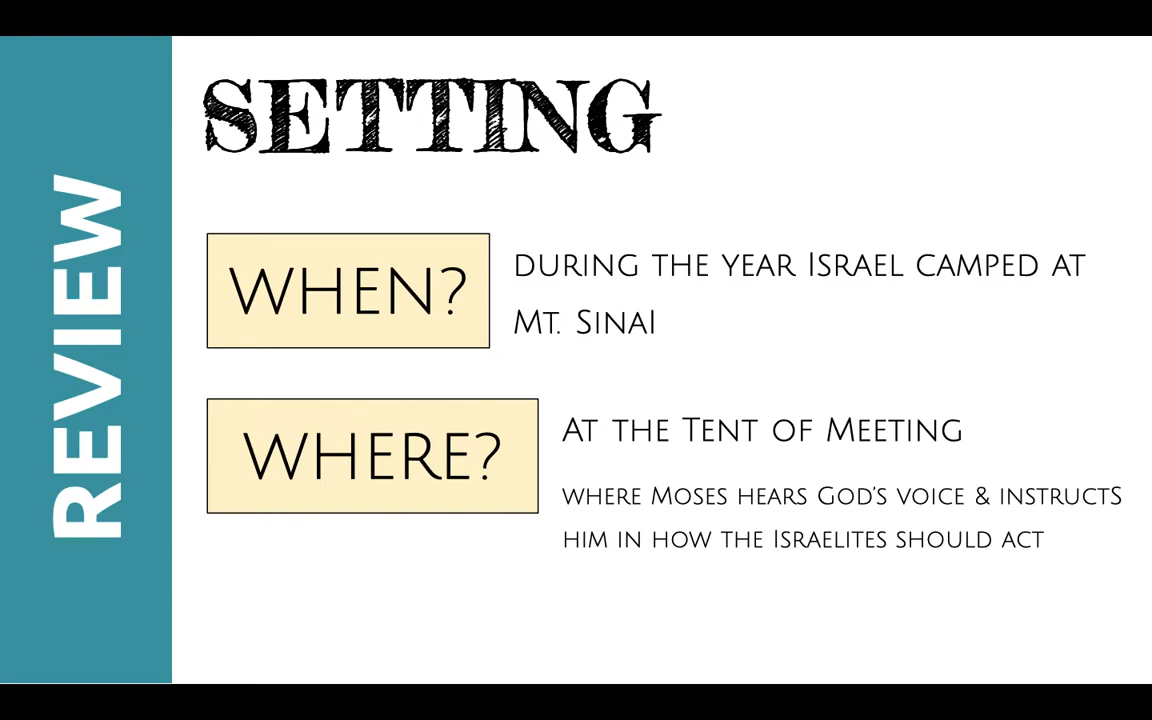 REVIEW
SETTING
WHEN?
DURING THE YEAR ISRAEL CAMPED AT
MT. SINAI
WHERE?
AT THE TENT OF MEETING
WHERE MOSES HEARS GOD'S VOICE & INSTRUCTS
HIM IN HOW THE ISRAELITES SHOULD ACT